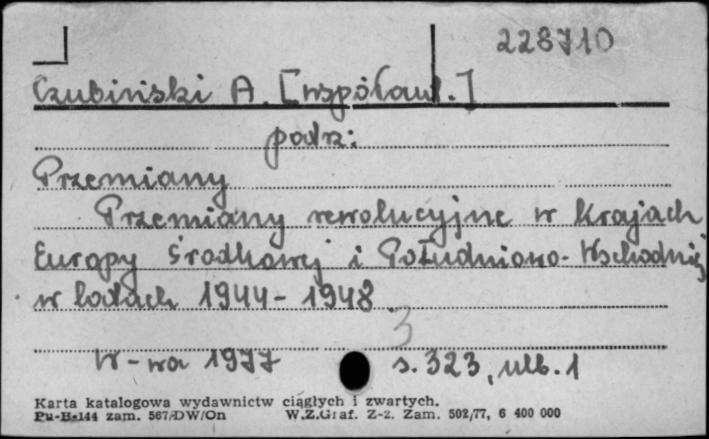 228710
Czubiński A. [współaut.]
podz:
Przemiany
Przemiany rewolucyjne w krajach
Europy Środkowej i Południowo-Wschodniej
w latach 1944-1948
3
W-wa 1977 s. 323, nlb. 1
Karta katalogowa wydawnictw ciągłych i zwartych.
Pu-B-144 zam. 567/DW/On W.Z.Graf. Z-z. Zam. 502/77, 6 400 000